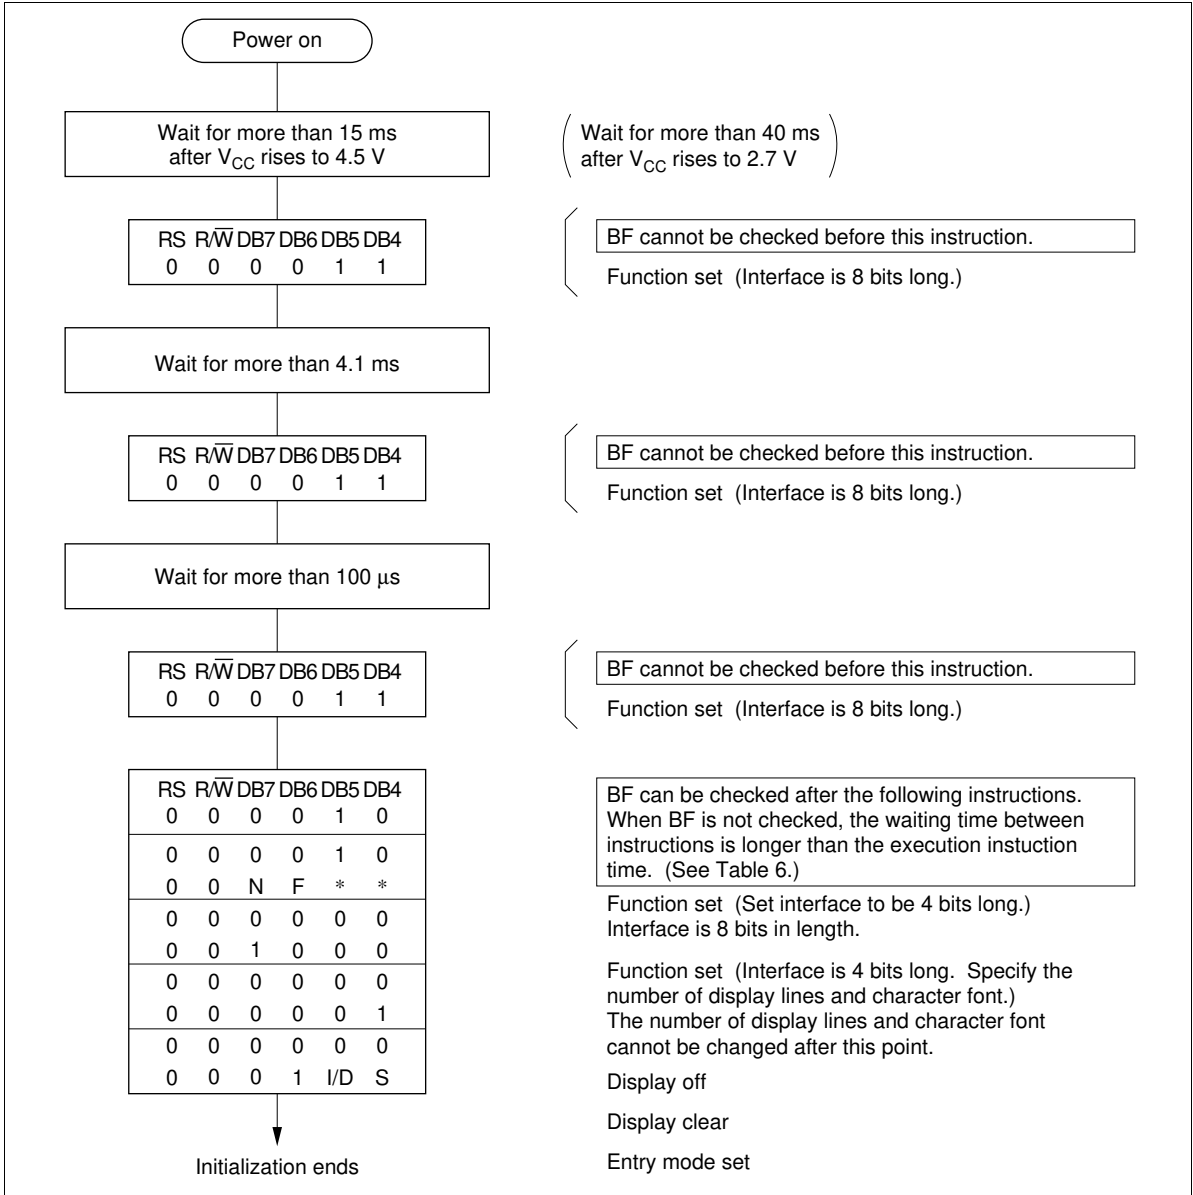 Power on
Wait for more than 15 ms
after VCC rises to 4.5 V
Wait for more than 40 ms
after VCC rises to 2.7 V
RS R/W̅ DB7 DB6 DB5 DB4
0 0 0 0 1 1
BF cannot be checked before this instruction.
Function set (Interface is 8 bits long.)
Wait for more than 4.1 ms
RS R/W̅ DB7 DB6 DB5 DB4
0 0 0 0 1 1
BF cannot be checked before this instruction.
Function set (Interface is 8 bits long.)
Wait for more than 100 μs
RS R/W̅ DB7 DB6 DB5 DB4
0 0 0 0 1 1
BF cannot be checked before this instruction.
Function set (Interface is 8 bits long.)
RS R/W̅ DB7 DB6 DB5 DB4
0 0 0 0 1 0
0 0 0 0 1 0
0 0 N F * *
0 0 0 0 0 0
0 0 1 0 0 0
0 0 0 0 0 0
0 0 0 0 0 1
0 0 0 0 0 0
0 0 0 1 I/D S
BF can be checked after the following instructions.
When BF is not checked, the waiting time between
instructions is longer than the execution instuction
time. (See Table 6.)
Function set (Set interface to be 4 bits long.)
Interface is 8 bits in length.
Function set (Interface is 4 bits long. Specify the
number of display lines and character font.)
The number of display lines and character font
cannot be changed after this point.
Display off
Display clear
Entry mode set
Initialization ends